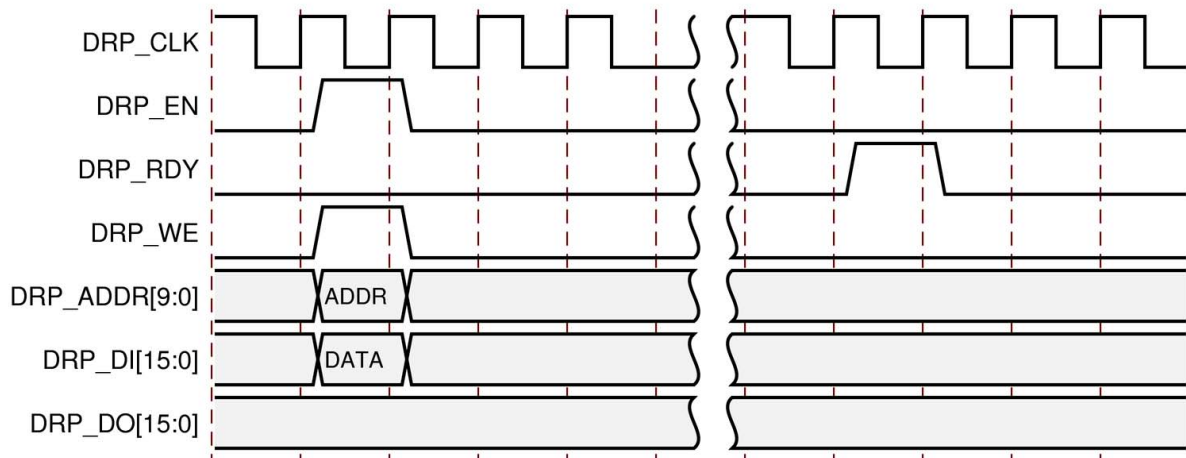 DRP_CLK
DRP_EN
DRP_RDY
DRP_WE
DRP_ADDR[9:0] ADDR
DRP_DI[15:0] DATA
DRP_DO[15:0]